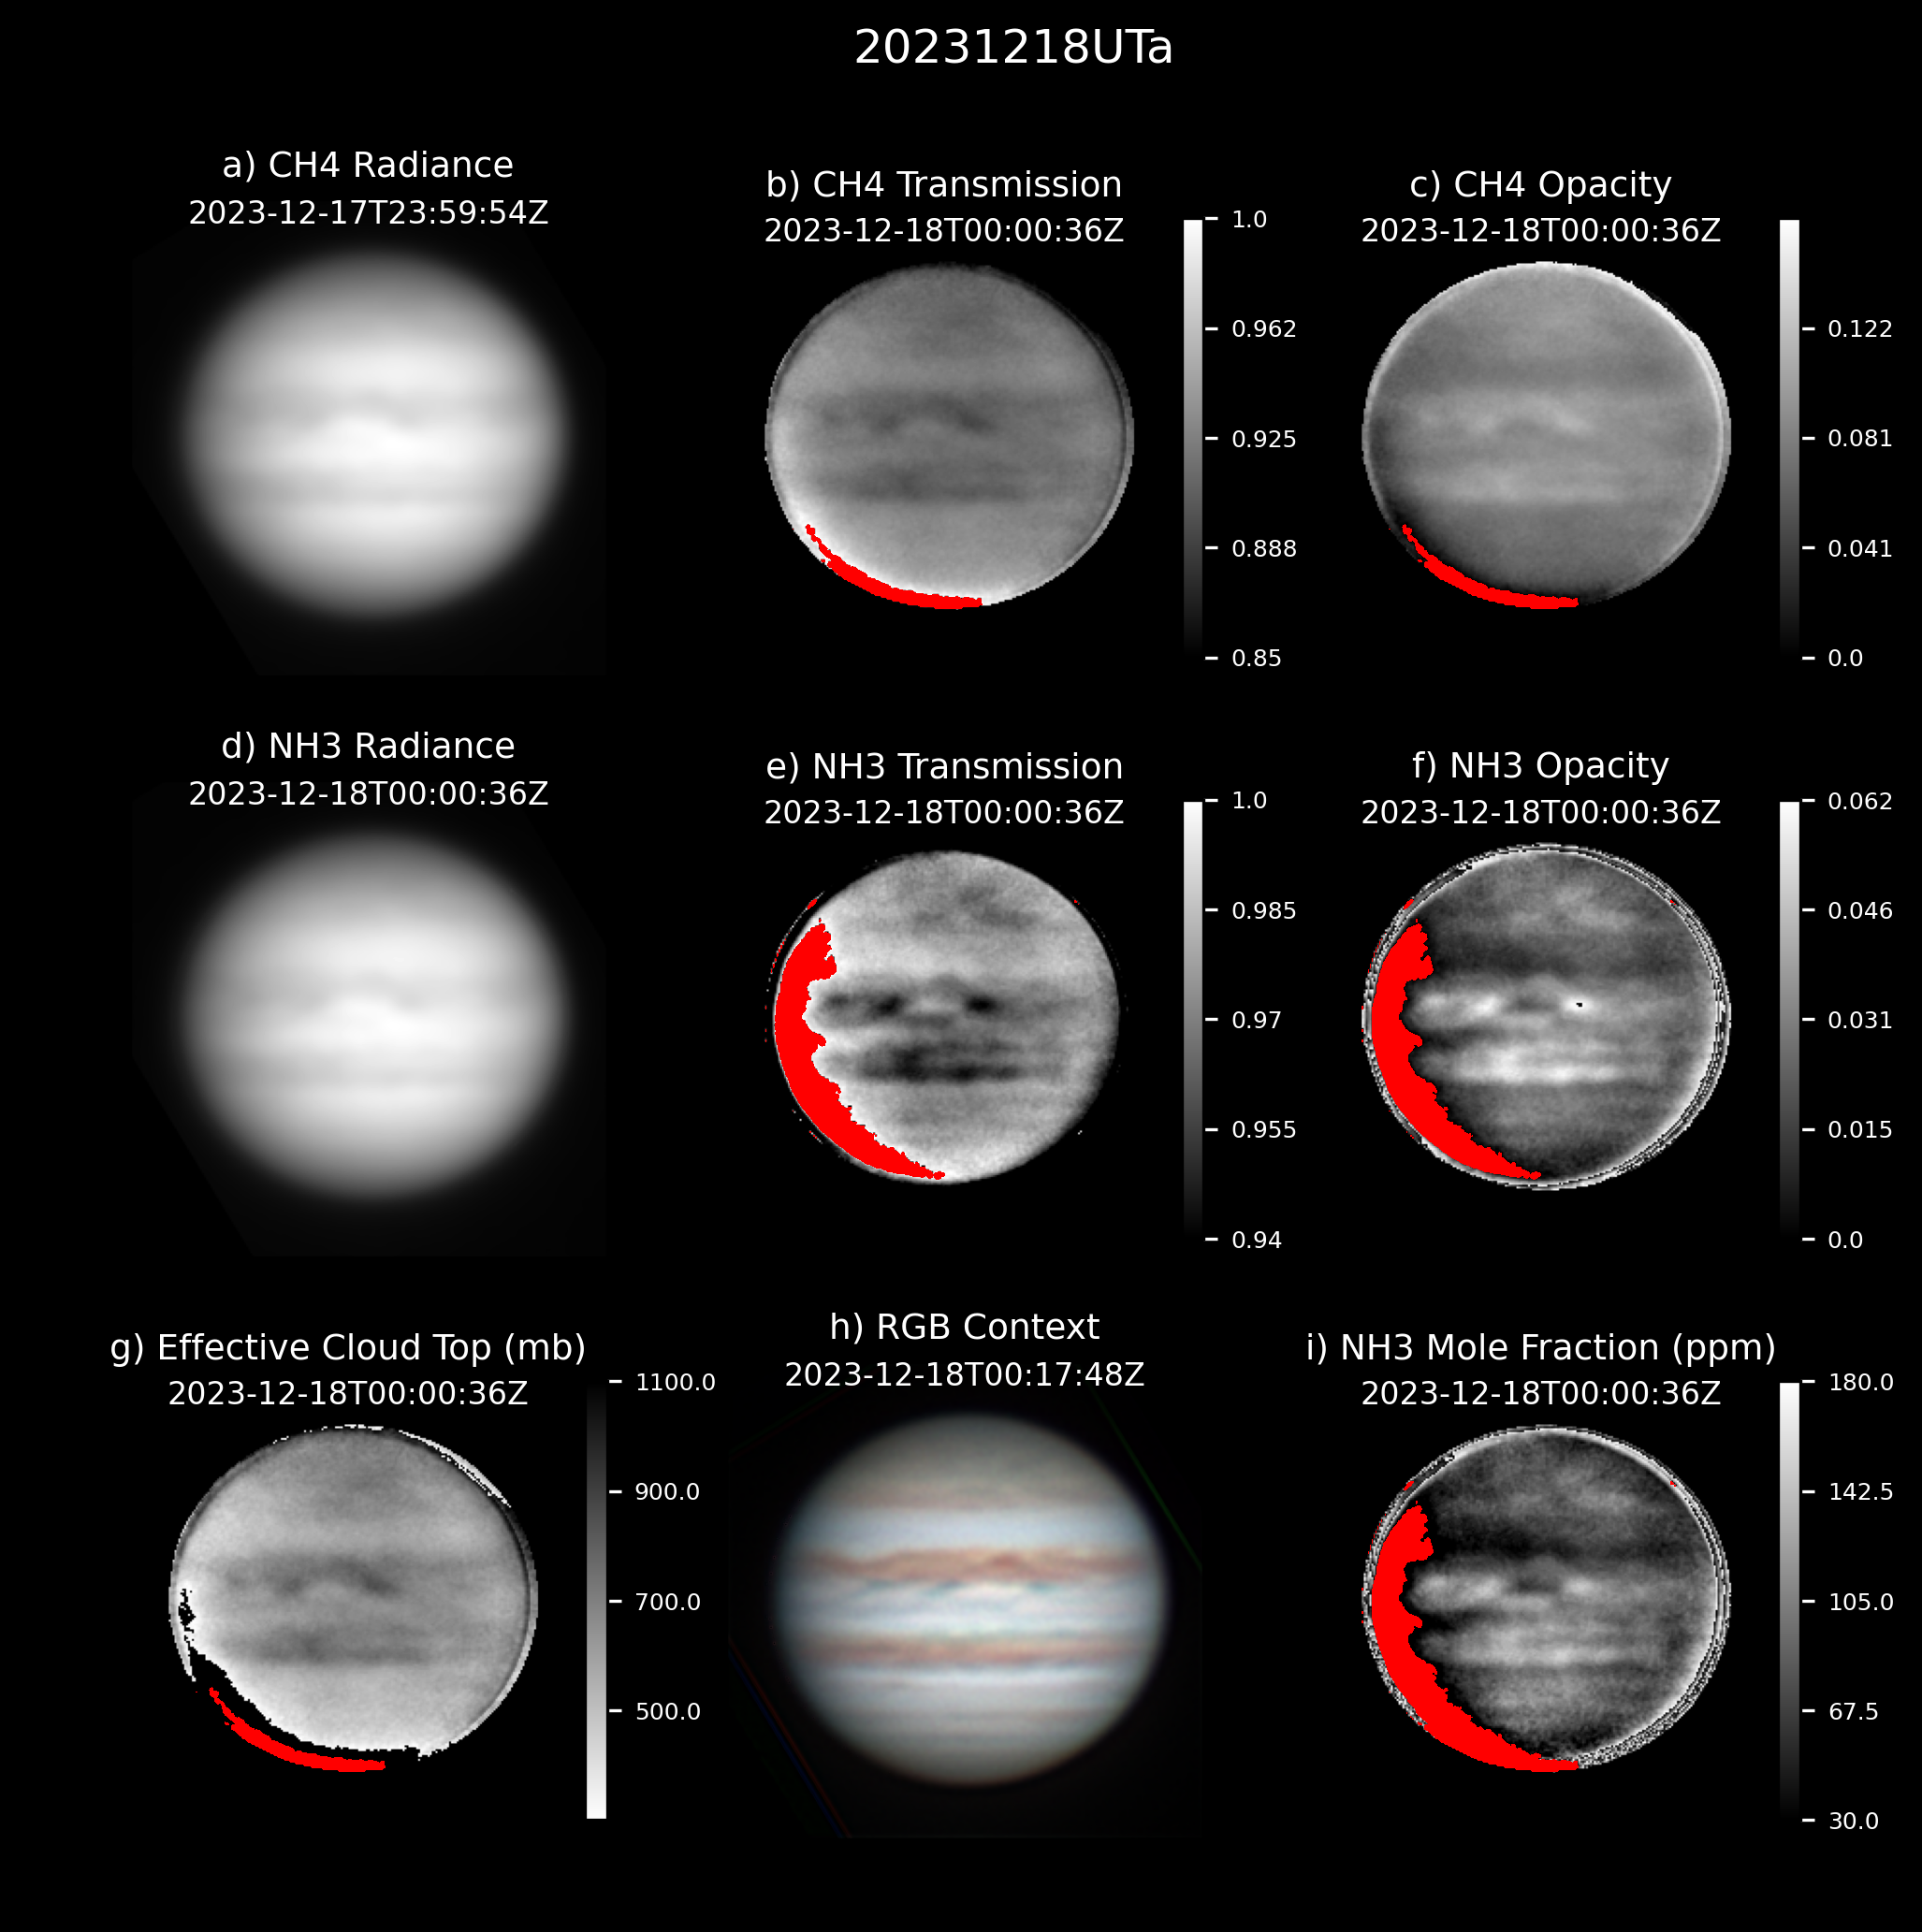 20231218UTa
a) CH4 Radiance
2023-12-17T23:59:54Z
b) CH4 Transmission
2023-12-18T00:00:36Z
1.0
0.962
0.925
0.888
0.85
c) CH4 Opacity
2023-12-18T00:00:36Z
0.122
0.081
0.041
0.0
d) NH3 Radiance
2023-12-18T00:00:36Z
e) NH3 Transmission
2023-12-18T00:00:36Z
1.0
0.985
0.97
0.955
0.94
f) NH3 Opacity
2023-12-18T00:00:36Z
0.062
0.046
0.031
0.015
0.0
g) Effective Cloud Top (mb)
2023-12-18T00:00:36Z
1100.0
900.0
700.0
500.0
h) RGB Context
2023-12-18T00:17:48Z
i) NH3 Mole Fraction (ppm)
2023-12-18T00:00:36Z
180.0
142.5
105.0
67.5
30.0